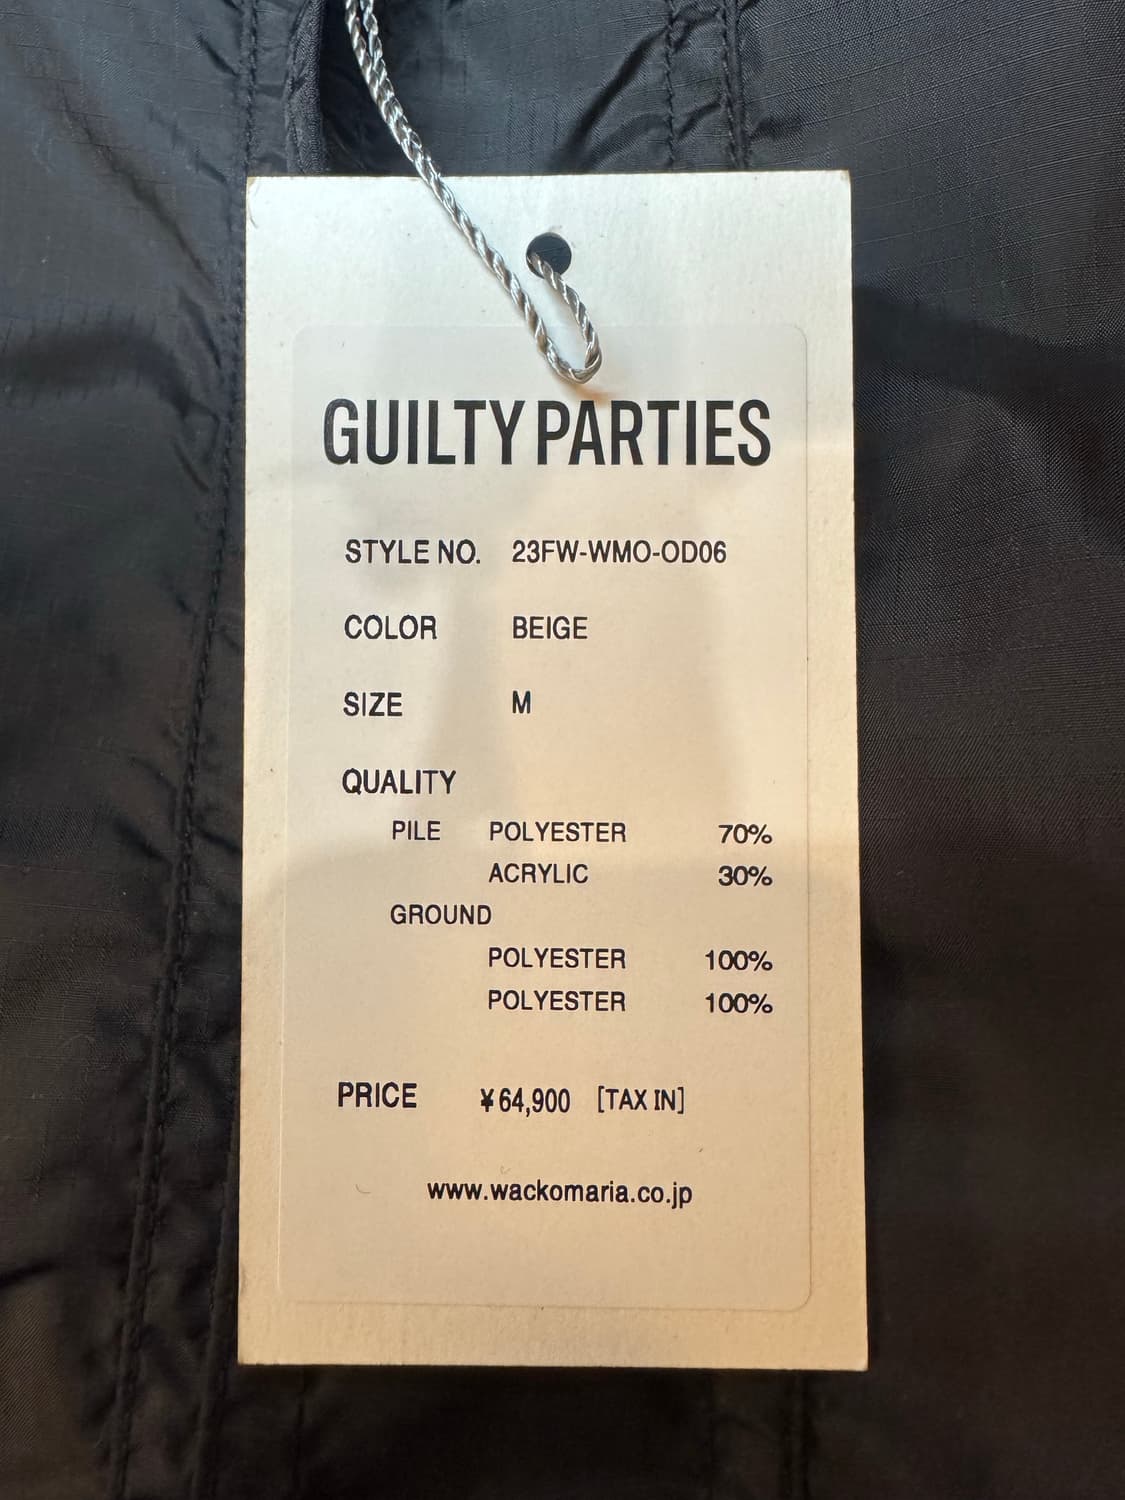 GUILTY PARTIES
STYLE NO. 23FW-WMO-OD06
COLOR BEIGE
SIZE M
QUALITY
PILE POLYESTER 70%
ACRYLIC 30%
GROUND
POLYESTER 100%
POLYESTER 100%
PRICE ¥64,900 [TAX IN]
www.wackomaria.co.jp